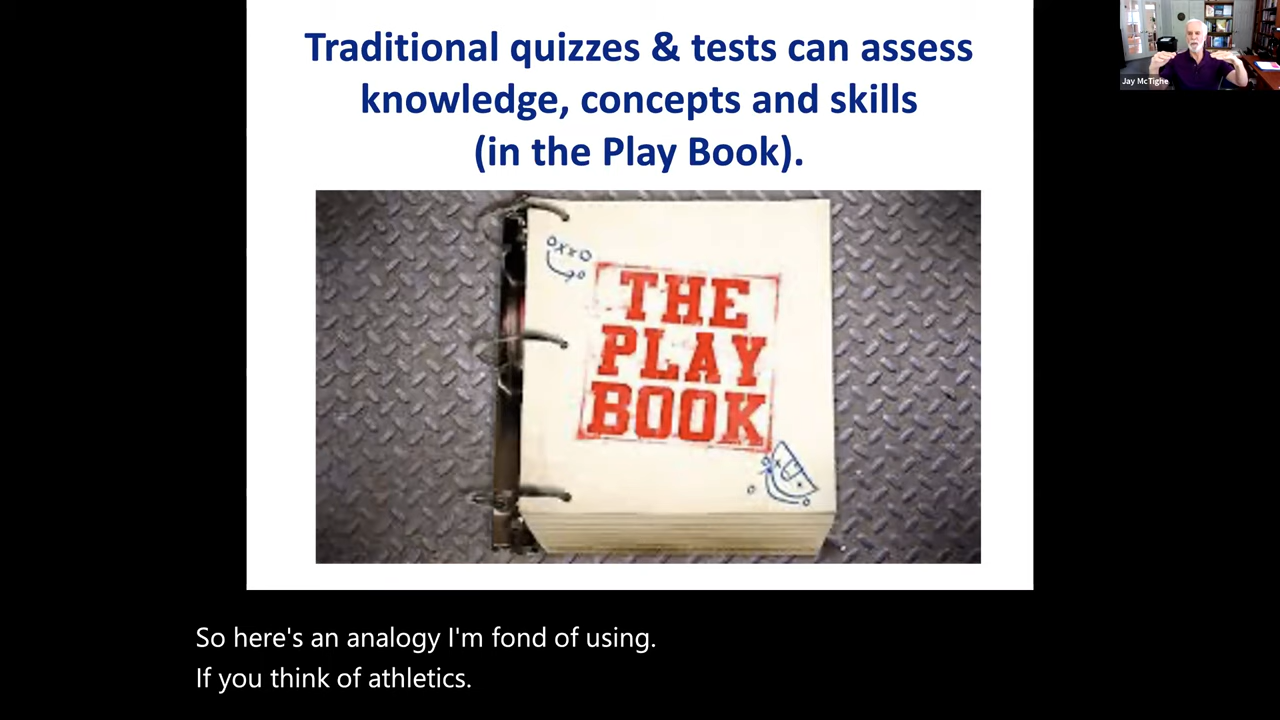 Traditional quizzes & tests can assess
knowledge, concepts and skills
(in the Play Book).
Jay McTighe
THE
PLAY
BOOK
So here's an analogy I'm fond of using.
If you think of athletics.